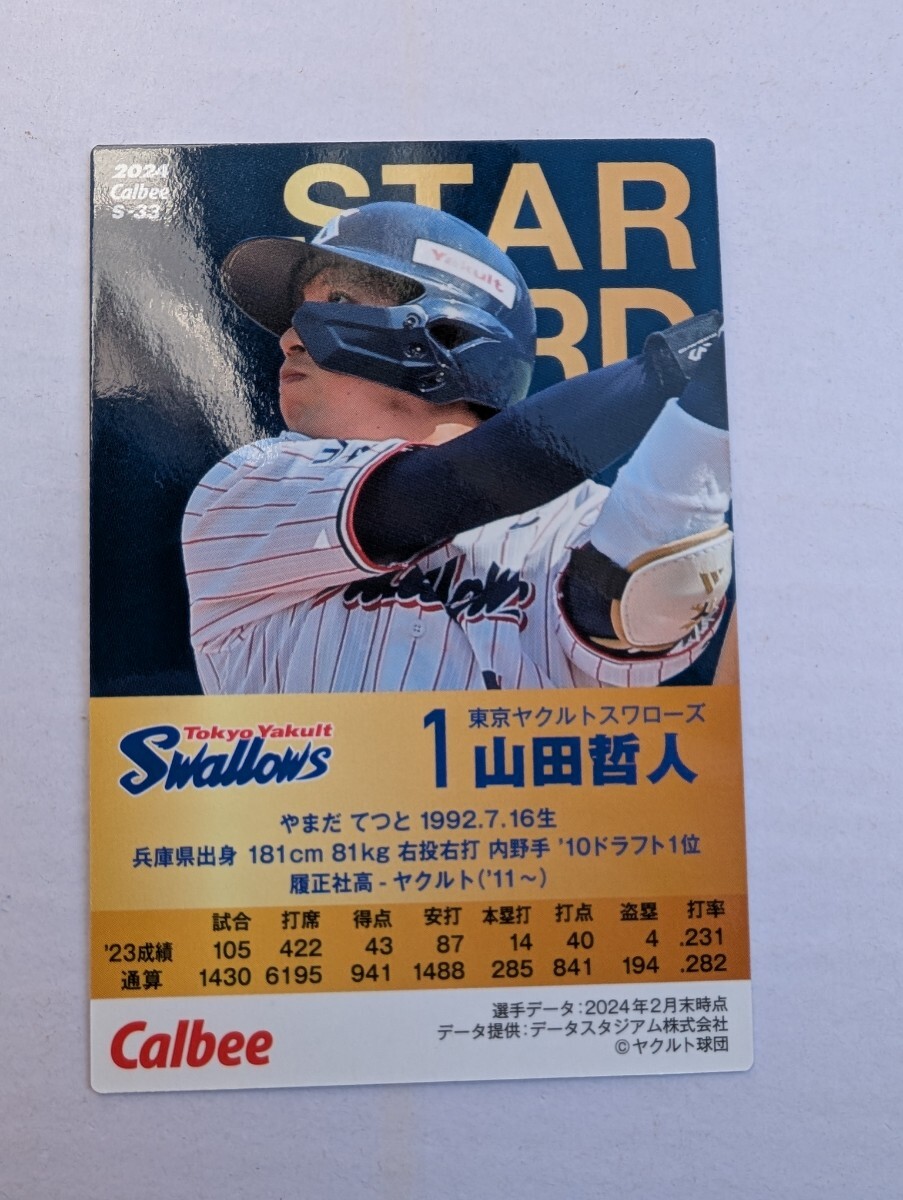 2024
Calbee
S-33
STAR
RD
Yakult
Tokyo Yakult
Swallows
1
東京ヤクルトスワローズ
山田哲人
やまだ てつと 1992.7.16生
兵庫県出身 181cm 81kg 右投右打 内野手 '10ドラフト1位
履正社高-ヤクルト('11～)
試合 打席 得点 安打 本塁打 打点 盗塁 打率
'23成績 105 422 43 87 14 40 4 .231
通算 1430 6195 941 1488 285 841 194 .282
選手データ:2024年2月末時点
データ提供:データスタジアム株式会社
©ヤクルト球団
Calbee